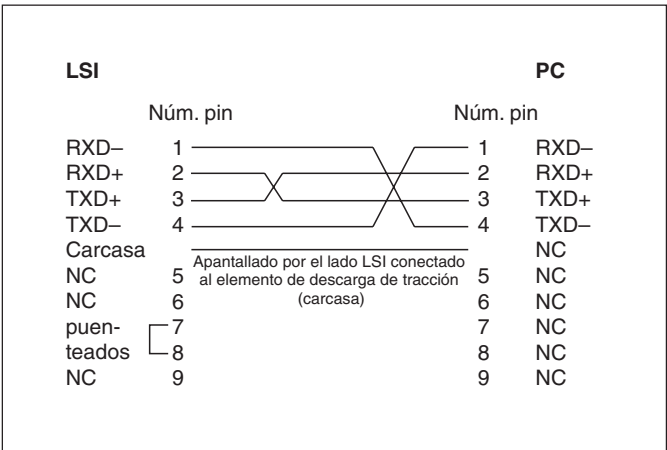 LSI PC
Núm. pin Núm. pin
RXD– 1 1 RXD–
RXD+ 2 2 RXD+
TXD+ 3 3 TXD+
TXD– 4 4 TXD–
Carcasa NC
Apantallado por el lado LSI conectado
NC 5 al elemento de descarga de tracción 5 NC
NC 6 (carcasa) 6 NC
puen- 7 7 NC
teados 8 8 NC
NC 9 9 NC